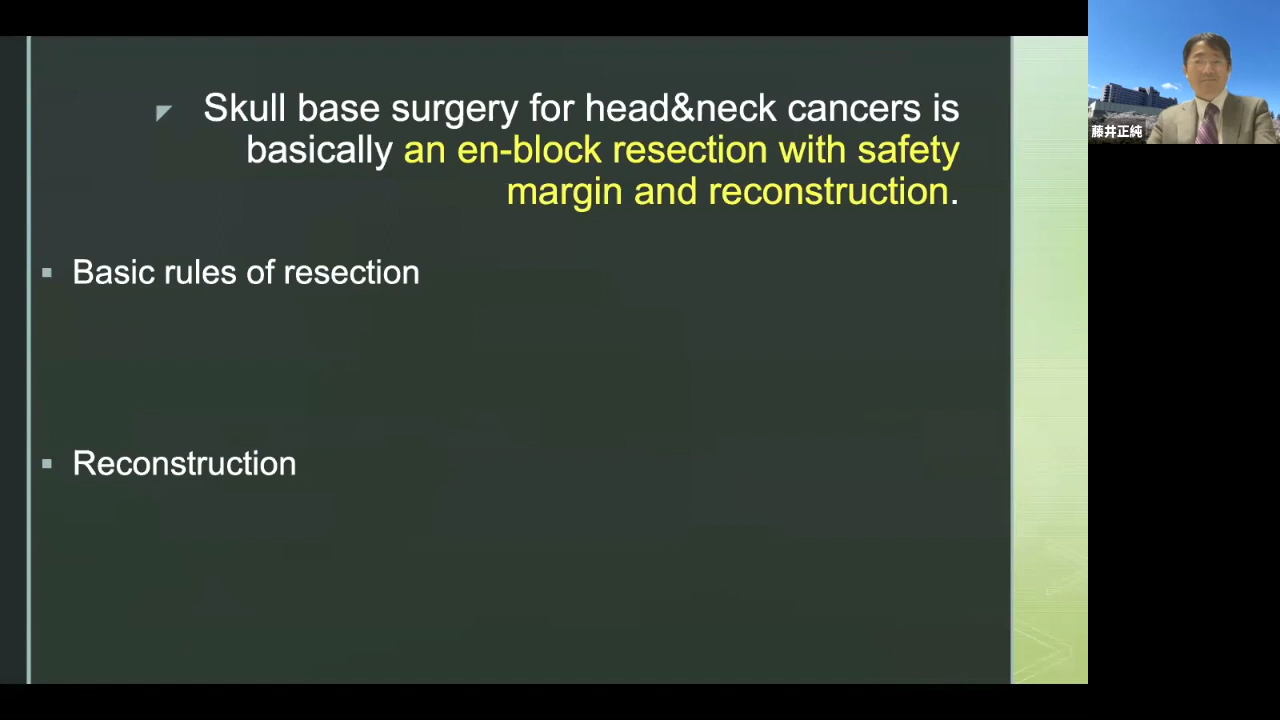 Skull base surgery for head&neck cancers is
basically an en-block resection with safety
margin and reconstruction.
Basic rules of resection
Reconstruction
藤井正純